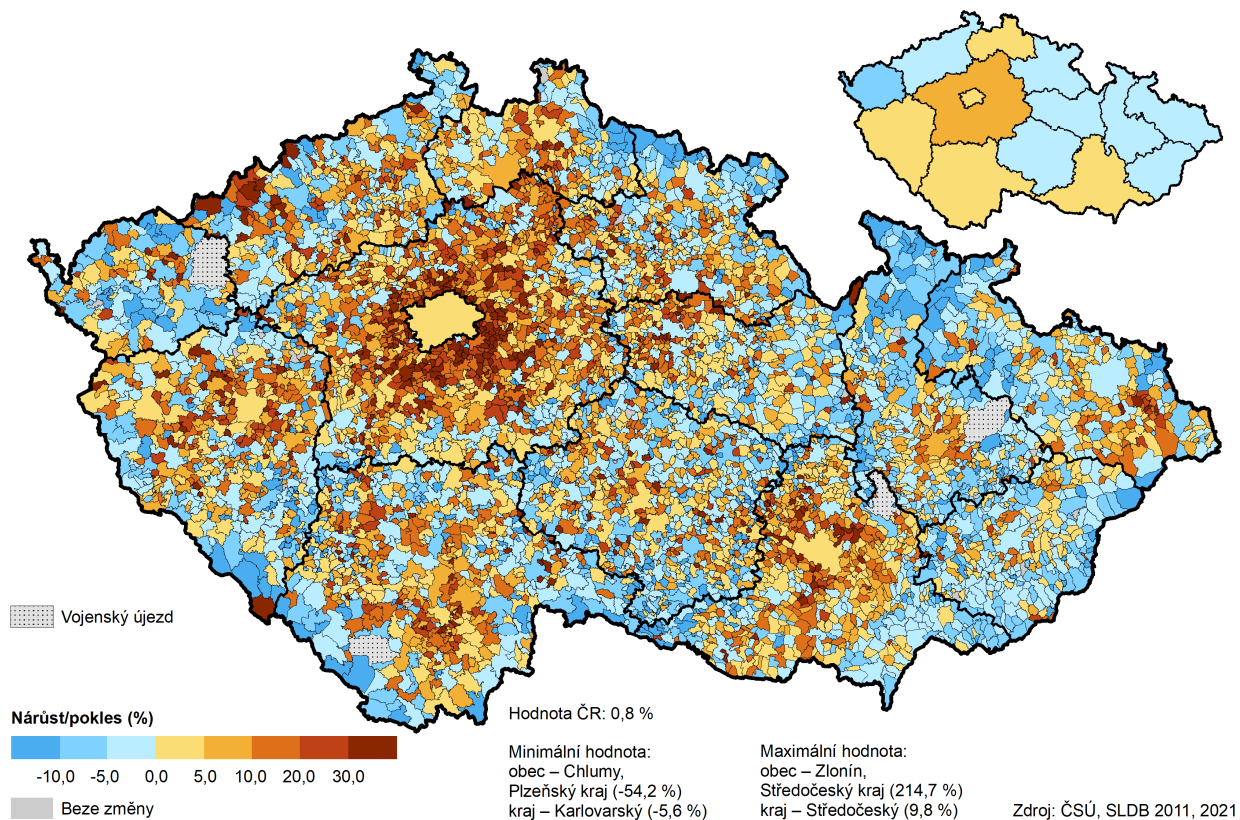 Vojenský újezd
Nárůst/pokles (%)
-10,0 -5,0 0,0 5,0 10,0 20,0 30,0
Beze změny
Hodnota ČR: 0,8 %
Minimální hodnota:
obec – Chlumy,
Plzeňský kraj (-54,2 %)
kraj – Karlovarský (-5,6 %)
Maximální hodnota:
obec – Zlonín,
Středočeský kraj (214,7 %)
kraj – Středočeský (9,8 %)
Zdroj: ČSÚ, SLDB 2011, 2021